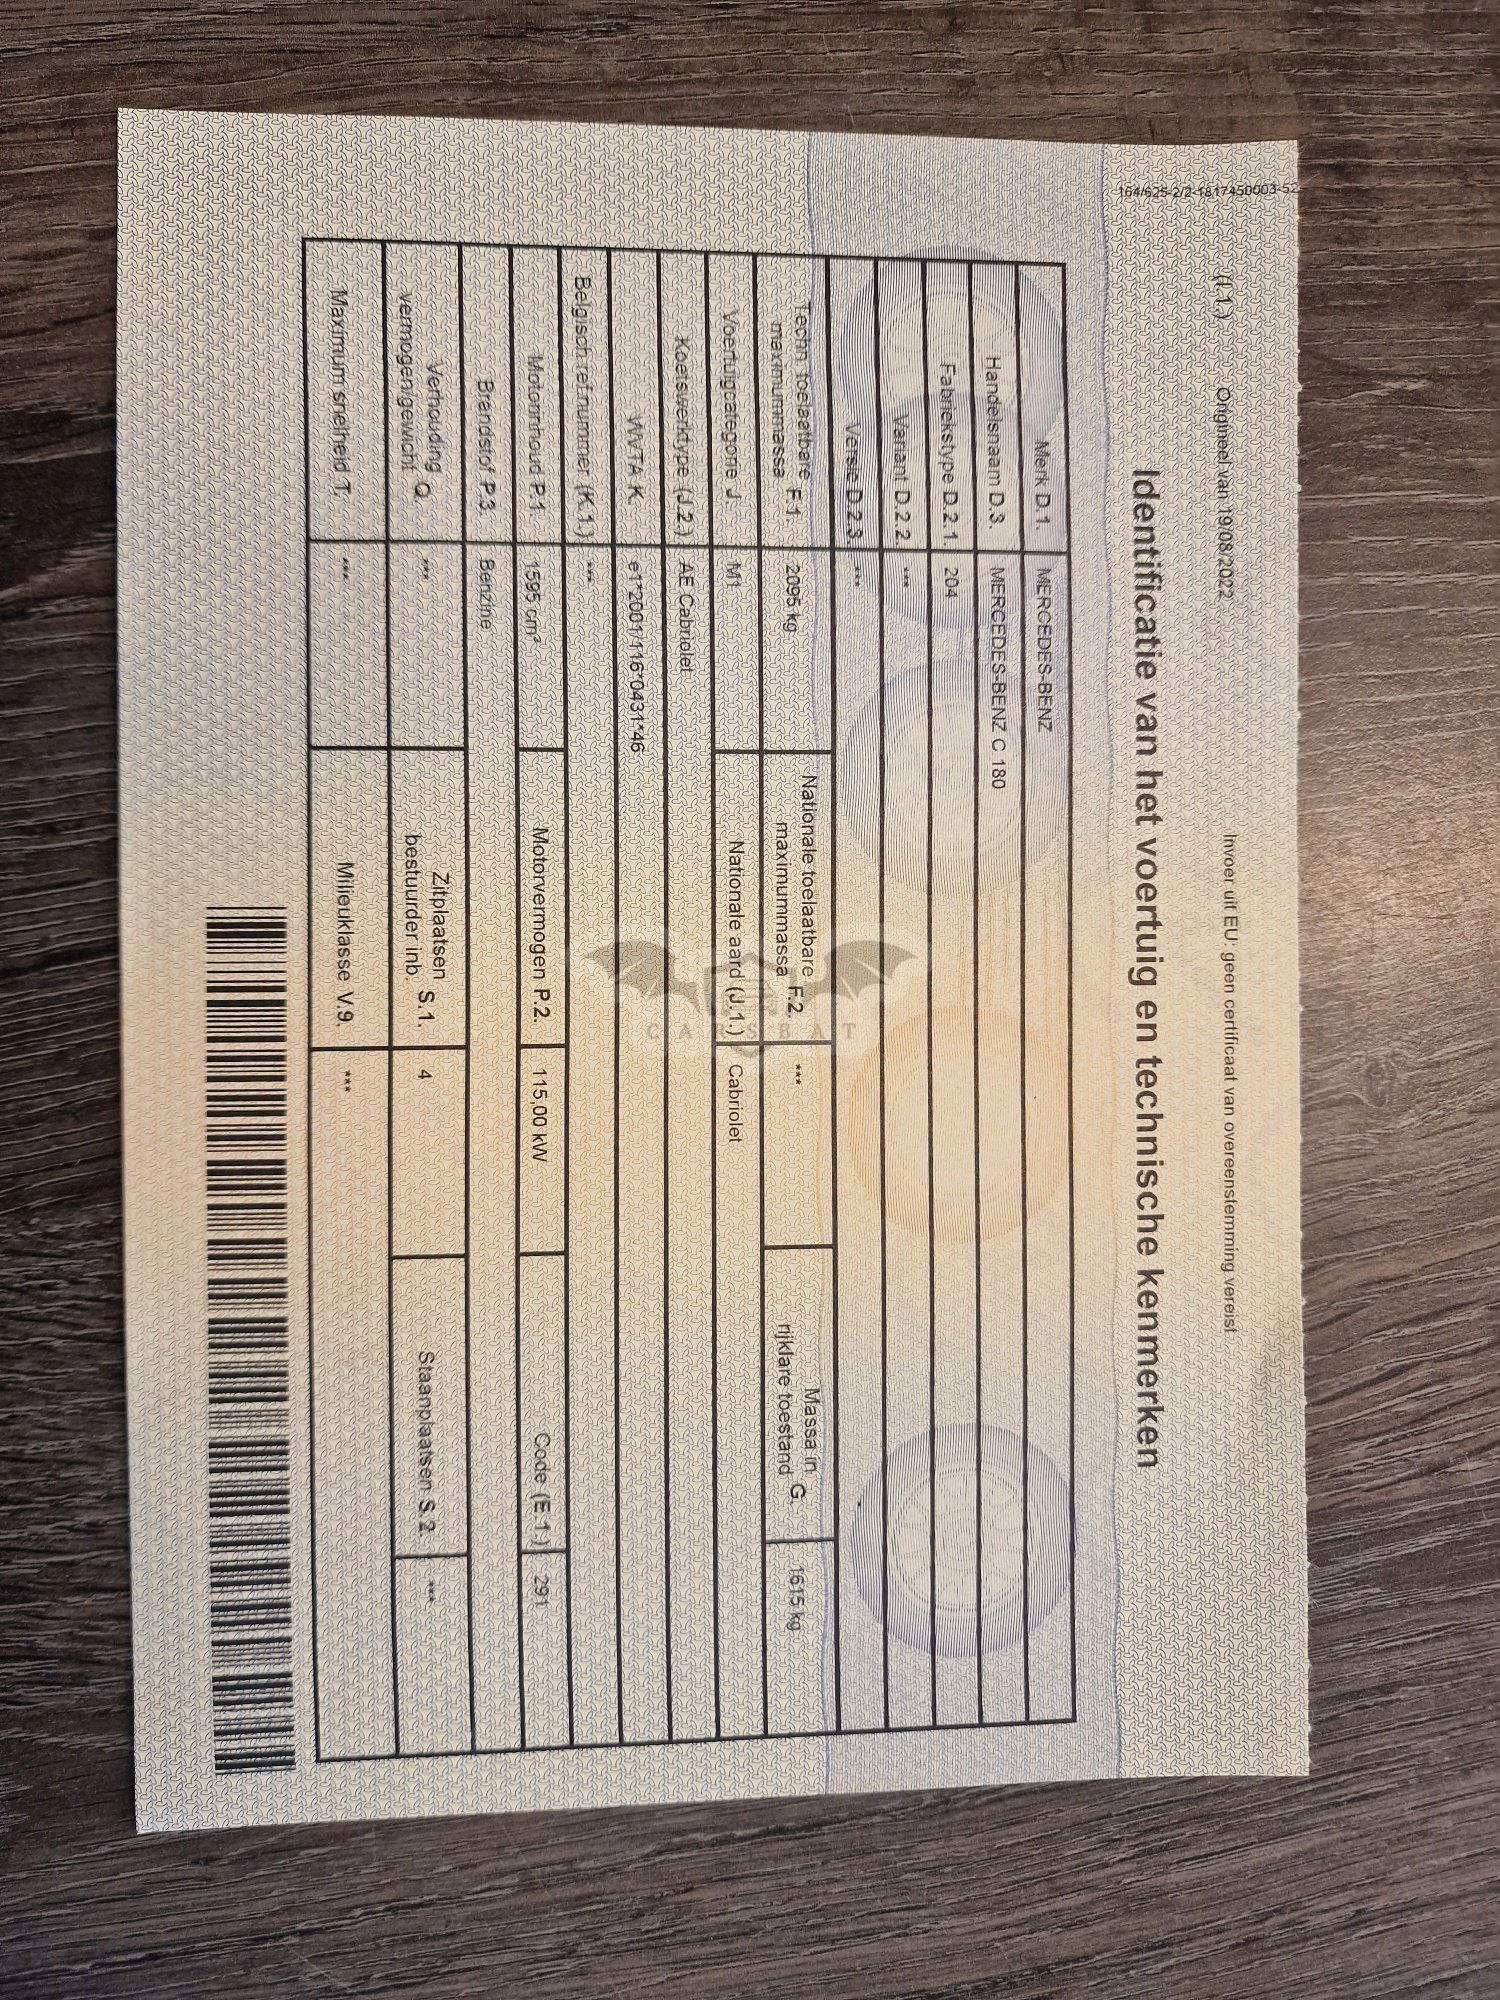 164/625-2/2-1817450003-52
(I.1.) Origineel van 19/08/2022 Invoer uit EU: geen certificaat van overeenstemming vereist
Identificatie van het voertuig en technische kenmerken
Merk D.1. MERCEDES-BENZ
Handelsnaam D.3. MERCEDES-BENZ C 180
Fabriekstype D.2.1. 204
Variant D.2.2. ***
Versie D.2.3. ***
Techn. toelaatbare maximummassa F.1. 2095 kg Nationale toelaatbare maximummassa F.2. *** Massa in rijklare toestand G. 1615 kg
Voertuigcategorie J. M1 Nationale aard (J.1.) Cabriolet
Koetswerktype (J.2.) AE Cabriolet
WVTA K. e1*2001/116*0431*46
Belgisch ref.nummer (K.1.) ***
Motorinhoud P.1 1595 cm³ Motorvermogen P.2. 115,00 kW Code (E.1.) 291
Brandstof P.3. Benzine
Verhouding vermogen/gewicht Q. *** Zitplaatsen bestuurder inb. S.1. 4 Staanplaatsen S.2. ***
Maximum snelheid T. *** Milieuklasse V.9. ***
CARSBAT